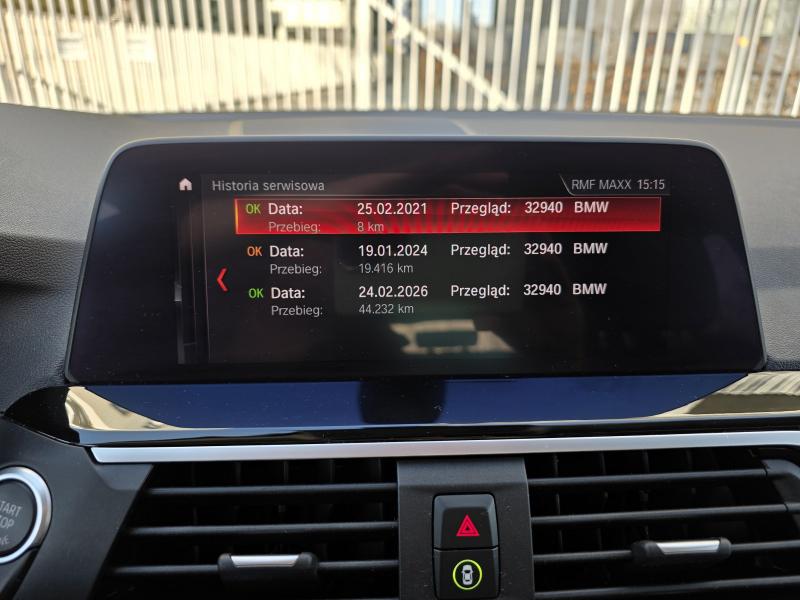 Historia serwisowa RMF MAXX 15:15
OK Data: 25.02.2021 Przegląd: 32940 BMW
Przebieg: 8 km
OK Data: 19.01.2024 Przegląd: 32940 BMW
Przebieg: 19.416 km
OK Data: 24.02.2026 Przegląd: 32940 BMW
Przebieg: 44.232 km
START
STOP